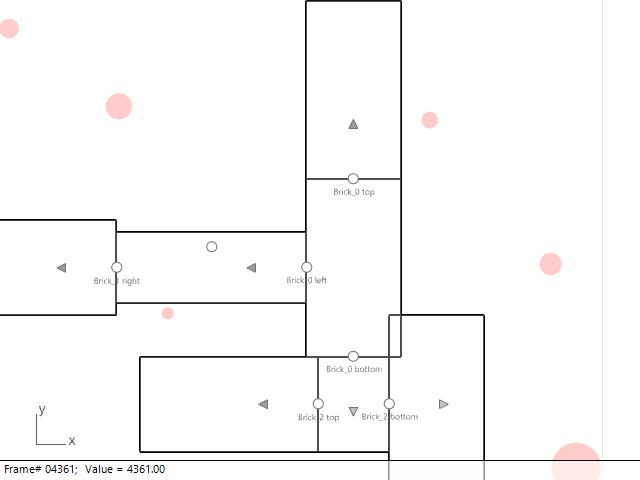 Brick_0 top
Brick_1 right
Brick_0 left
Brick_0 bottom
Brick_2 top
Brick_2 bottom
y
x
Frame# 04361; Value = 4361.00